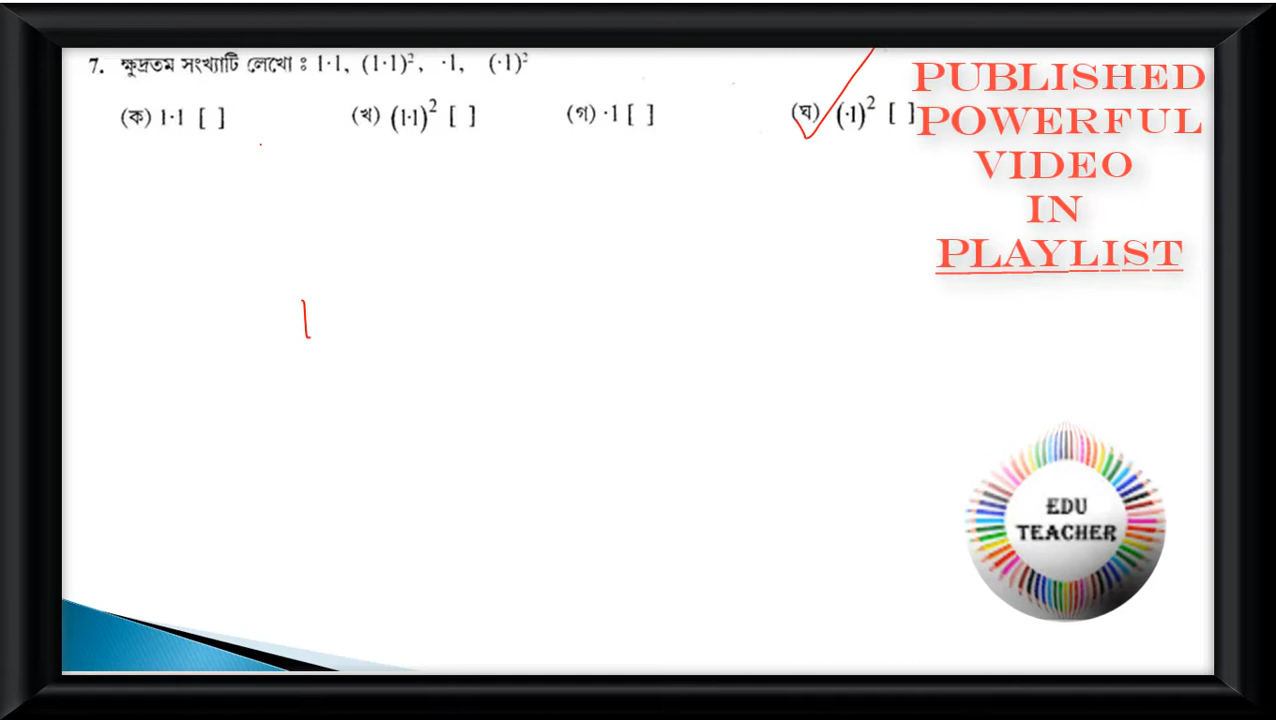 7. ক্ষুদ্রতম সংখ্যাটি লেখো ঃ 1·1, (1·1)², ·1, (·1)²
(ক) 1·1 [ ] (খ) (1·1)² [ ] (গ) ·1 [ ] (ঘ) (·1)² [ ]
PUBLISHED
POWERFUL
VIDEO
IN
PLAYLIST
EDU
TEACHER